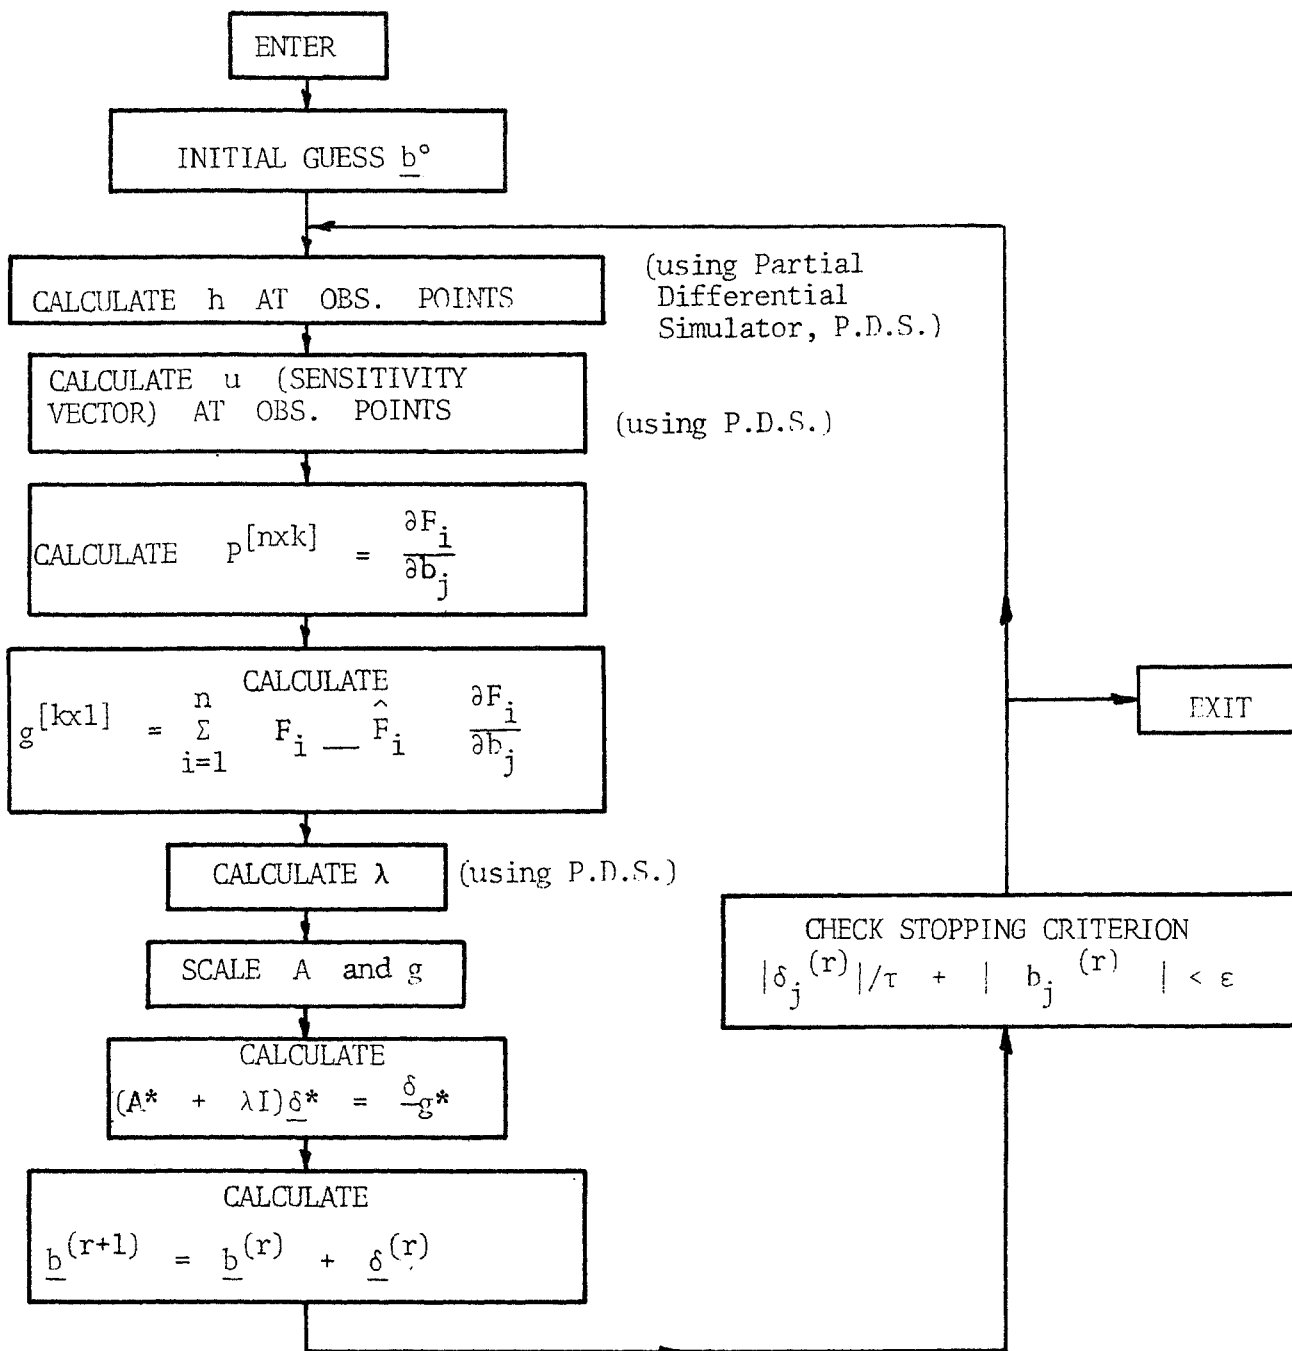 ENTER
INITIAL GUESS b°
CALCULATE h AT OBS. POINTS
(using Partial
Differential
Simulator, P.D.S.)
CALCULATE u (SENSITIVITY
VECTOR) AT OBS. POINTS
(using P.D.S.)
CALCULATE P^[nxk] = ∂F_i / ∂b_j
CALCULATE
g^[kx1] = n Σ i=1 F_i — F̂_i ∂F_i / ∂b_j
CALCULATE λ
(using P.D.S.)
SCALE A and g
CALCULATE
(A* + λI)δ* = δ_g*
CALCULATE
b^(r+1) = b^(r) + δ^(r)
CHECK STOPPING CRITERION
|δ_j^(r)|/τ + | b_j^(r) | < ε
EXIT